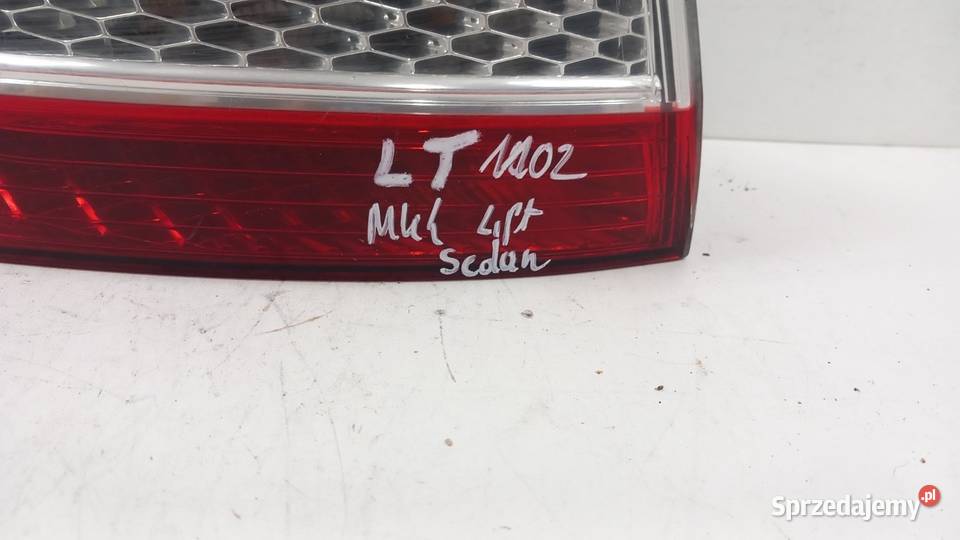 LT 1102
Mk4 Lift
Sedan
Sprzedajemy.pl